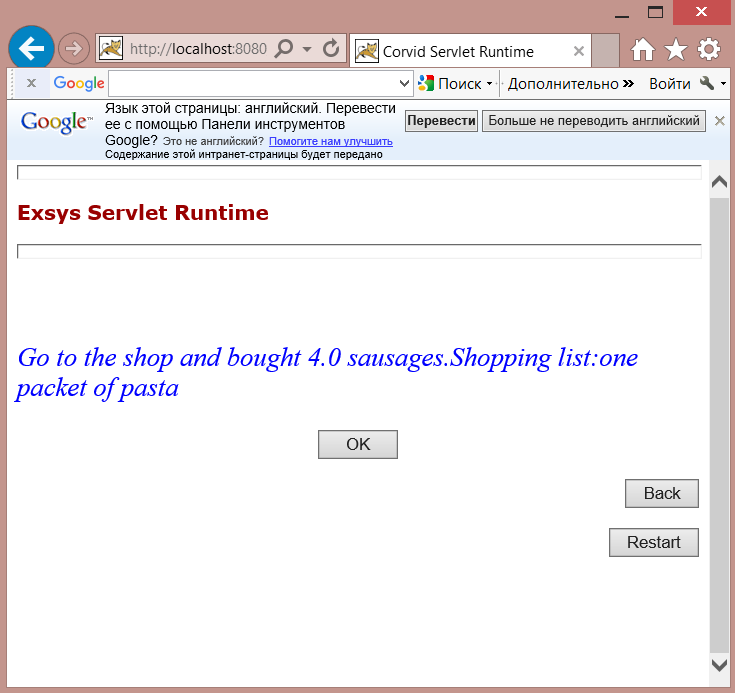 http://localhost:8080
Corvid Servlet Runtime
Google
Поиск
Дополнительно »
Войти
Google™
Язык этой страницы: английский. Перевести
ее с помощью Панели инструментов
Google? Это не английский? Помогите нам улучшить
Содержание этой интранет-страницы будет передано
Перевести
Больше не переводить английский
Exsys Servlet Runtime
Go to the shop and bought 4.0 sausages.Shopping list:one
packet of pasta
OK
Back
Restart